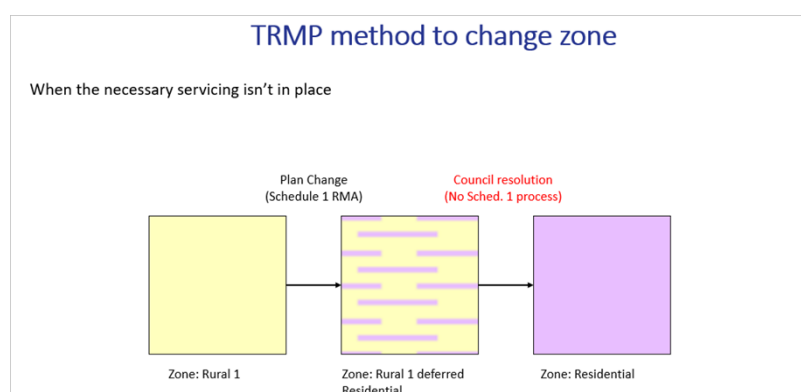 TRMP method to change zone
When the necessary servicing isn't in place
Plan Change
(Schedule 1 RMA)
Council resolution
(No Sched. 1 process)
Zone: Rural 1
Zone: Rural 1 deferred
Residential
Zone: Residential